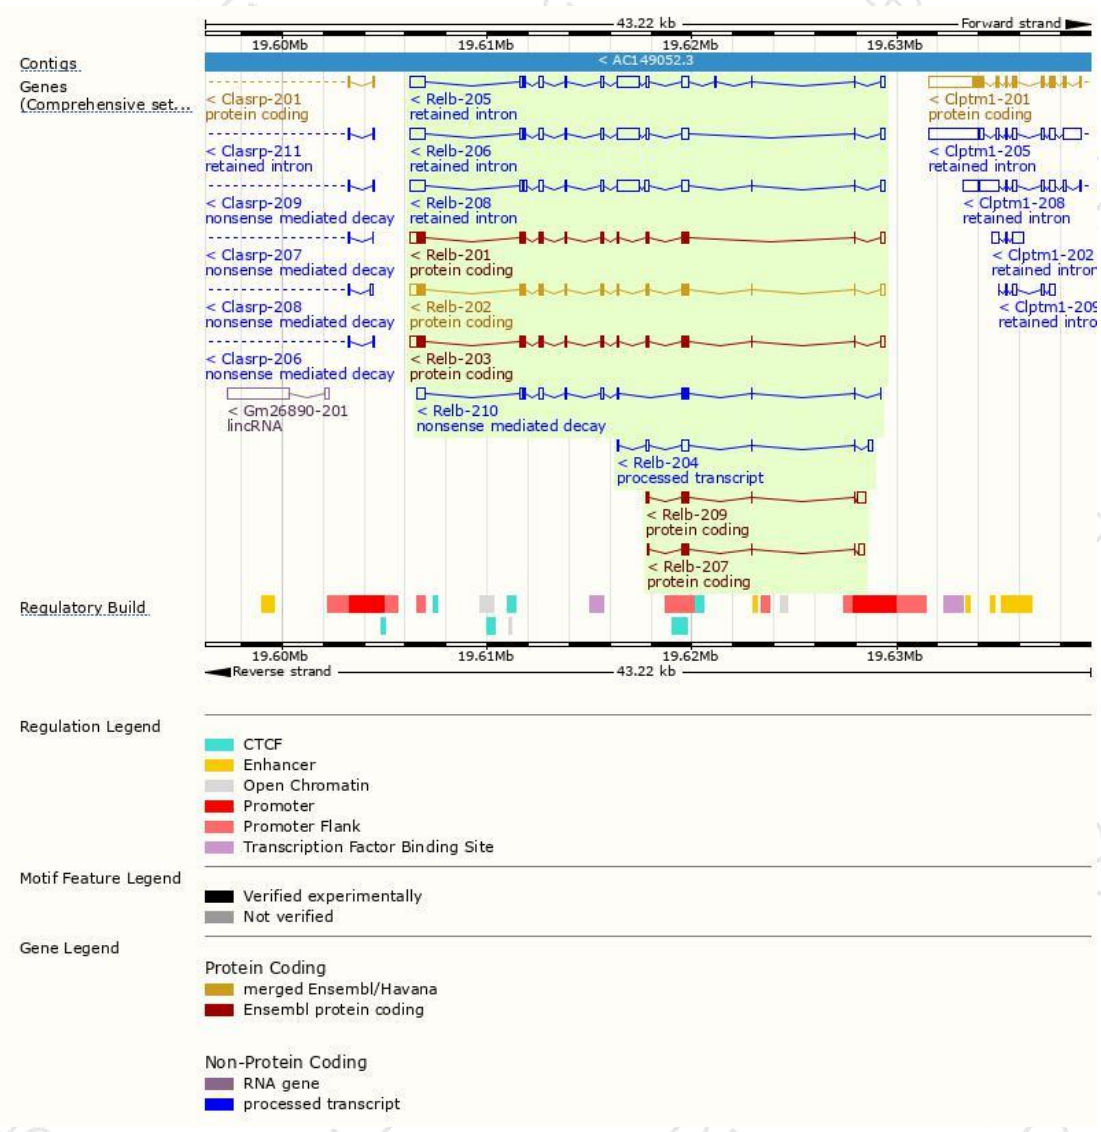 43.22 kb Forward strand
19.60Mb 19.61Mb 19.62Mb 19.63Mb
Contigs < AC149052.3
Genes
(Comprehensive set...
< Clasrp-201 < Relb-205 < Clptm1-201
protein coding retained intron protein coding
< Clasrp-211 < Relb-206 < Clptm1-205
retained intron retained intron retained intron
< Clasrp-209 < Relb-208 < Clptm1-208
nonsense mediated decay retained intron retained intron
< Clasrp-207 < Relb-201 < Clptm1-202
nonsense mediated decay protein coding retained intron
< Clasrp-208 < Relb-202 < Clptm1-209
nonsense mediated decay protein coding retained intro
< Clasrp-206 < Relb-203
nonsense mediated decay protein coding
< Gm26890-201 < Relb-210
lincRNA nonsense mediated decay
< Relb-204
processed transcript
< Relb-209
protein coding
< Relb-207
protein coding
Regulatory Build
19.60Mb 19.61Mb 19.62Mb 19.63Mb
Reverse strand 43.22 kb
Regulation Legend
CTCF
Enhancer
Open Chromatin
Promoter
Promoter Flank
Transcription Factor Binding Site
Motif Feature Legend
Verified experimentally
Not verified
Gene Legend
Protein Coding
merged Ensembl/Havana
Ensembl protein coding
Non-Protein Coding
RNA gene
processed transcript